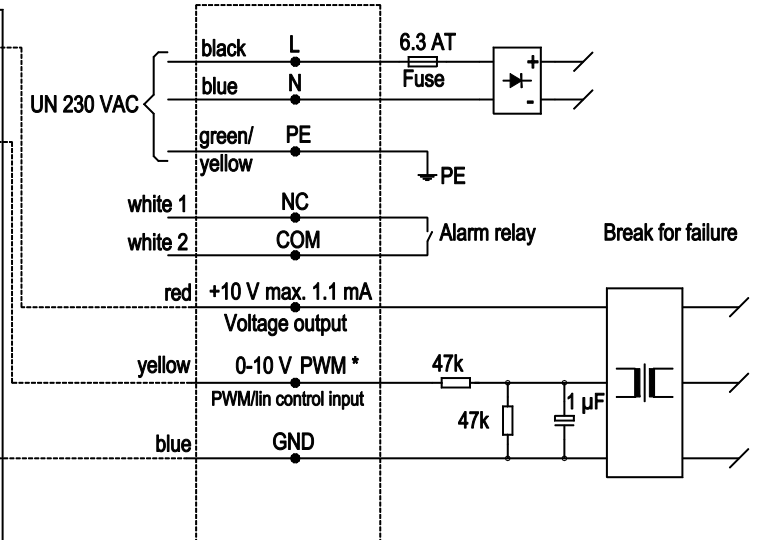 black L 6.3 AT
Fuse
+
-
UN 230 VAC
blue N
green/
yellow
PE
PE
white 1 NC
white 2 COM
Alarm relay
Break for failure
red +10 V max. 1.1 mA
Voltage output
yellow 0-10 V PWM *
PWM/lin control input
47k
47k
1 µF
blue GND